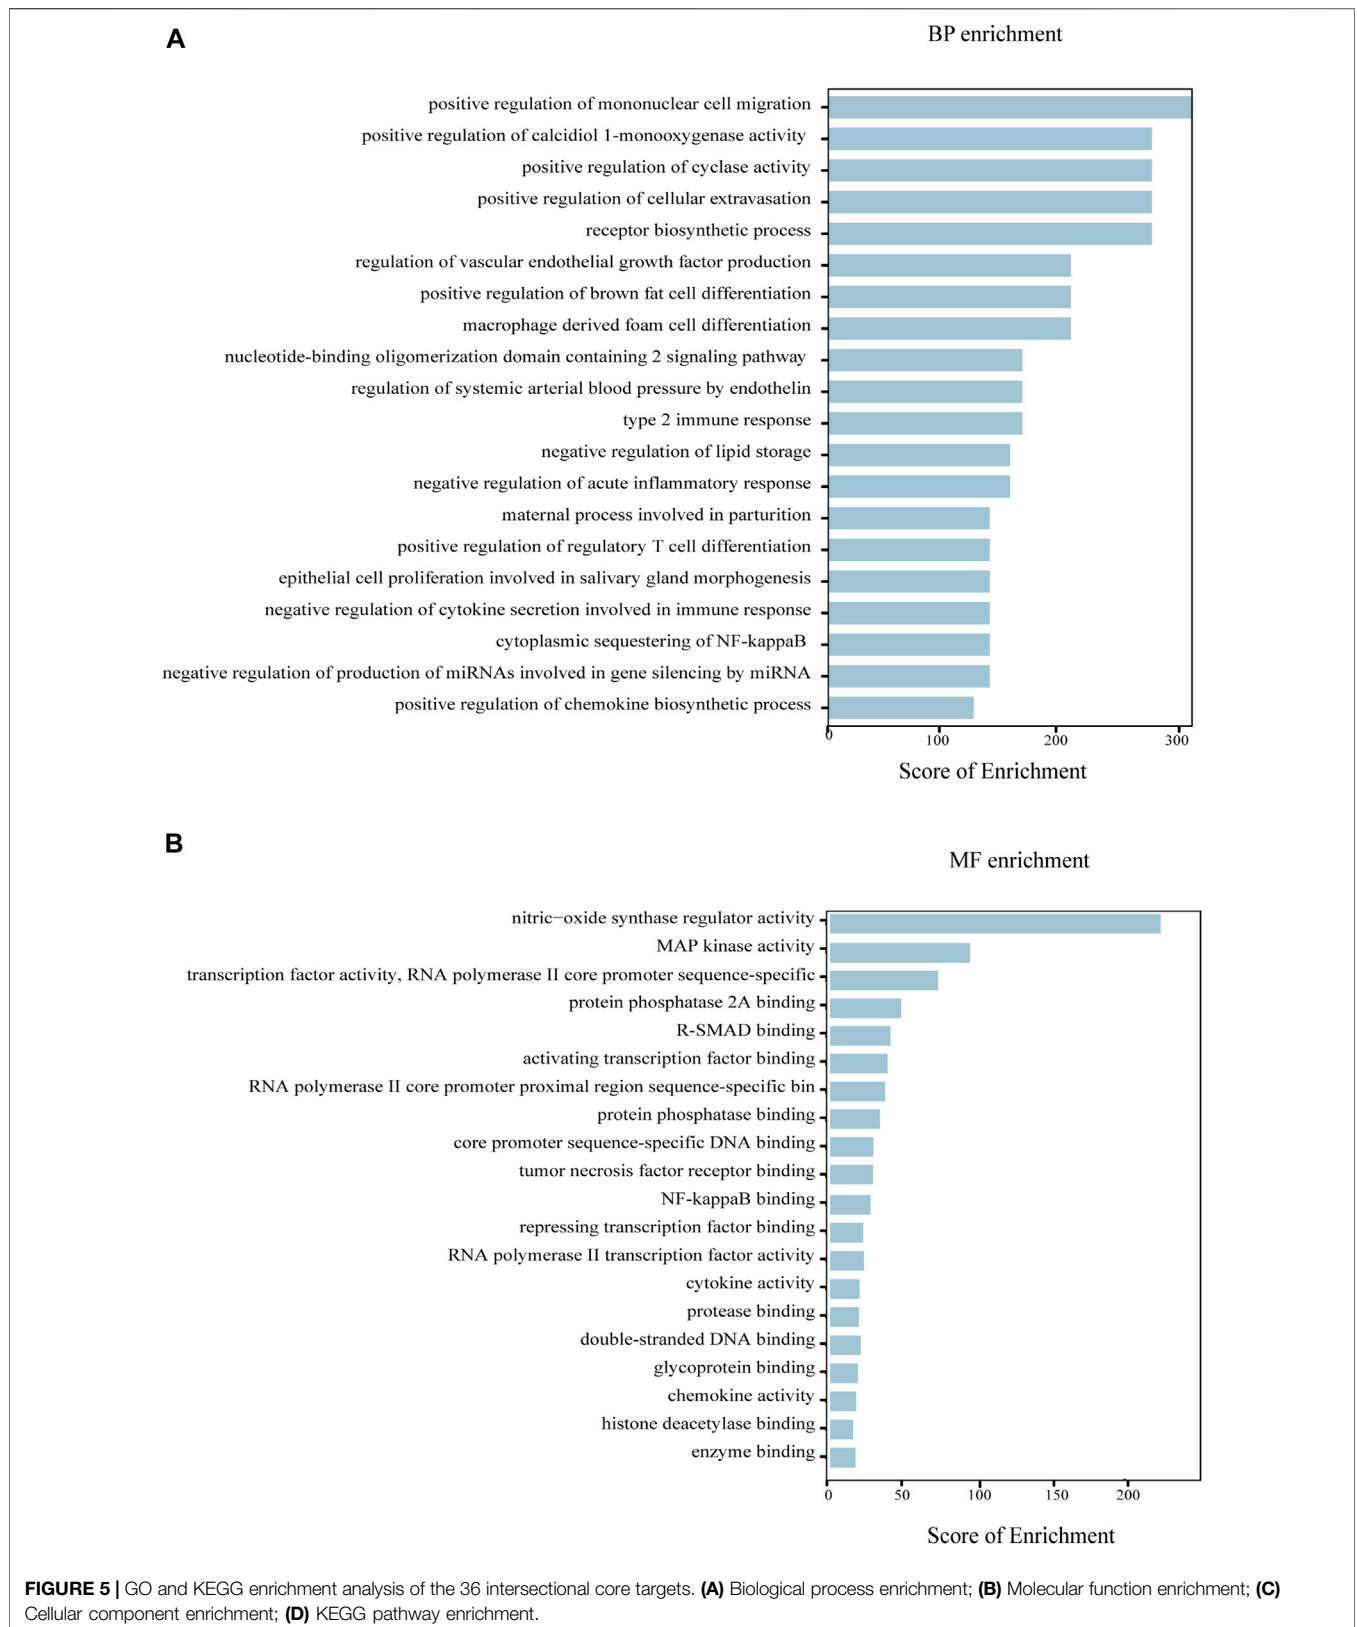 A
BP enrichment
positive regulation of mononuclear cell migration
positive regulation of calcidiol 1-monooxygenase activity
positive regulation of cyclase activity
positive regulation of cellular extravasation
receptor biosynthetic process
regulation of vascular endothelial growth factor production
positive regulation of brown fat cell differentiation
macrophage derived foam cell differentiation
nucleotide-binding oligomerization domain containing 2 signaling pathway
regulation of systemic arterial blood pressure by endothelin
type 2 immune response
negative regulation of lipid storage
negative regulation of acute inflammatory response
maternal process involved in parturition
positive regulation of regulatory T cell differentiation
epithelial cell proliferation involved in salivary gland morphogenesis
negative regulation of cytokine secretion involved in immune response
cytoplasmic sequestering of NF-kappaB
negative regulation of production of miRNAs involved in gene silencing by miRNA
positive regulation of chemokine biosynthetic process
0 100 200 300
Score of Enrichment
B
MF enrichment
nitric−oxide synthase regulator activity
MAP kinase activity
transcription factor activity, RNA polymerase II core promoter sequence-specific
protein phosphatase 2A binding
R-SMAD binding
activating transcription factor binding
RNA polymerase II core promoter proximal region sequence-specific bin
protein phosphatase binding
core promoter sequence-specific DNA binding
tumor necrosis factor receptor binding
NF-kappaB binding
repressing transcription factor binding
RNA polymerase II transcription factor activity
cytokine activity
protease binding
double-stranded DNA binding
glycoprotein binding
chemokine activity
histone deacetylase binding
enzyme binding
0 50 100 150 200
Score of Enrichment
FIGURE 5 | GO and KEGG enrichment analysis of the 36 intersectional core targets. (A) Biological process enrichment; (B) Molecular function enrichment; (C)
Cellular component enrichment; (D) KEGG pathway enrichment.